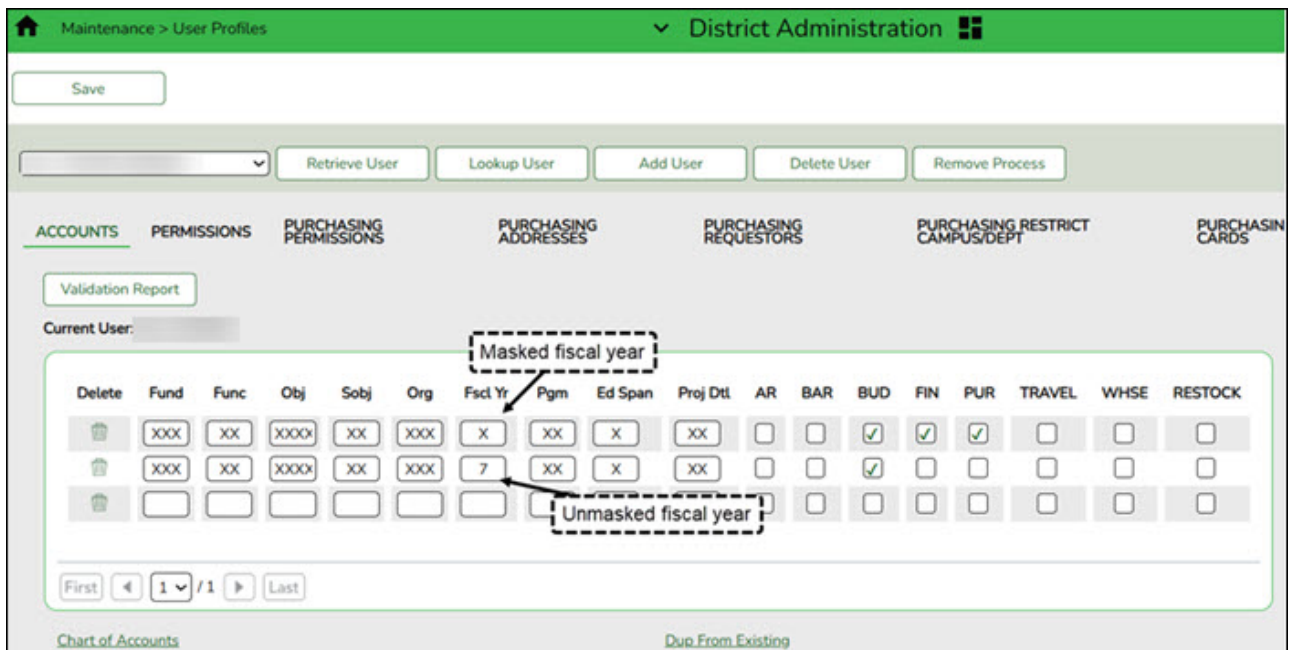 Maintenance > User Profiles
District Administration
Save
Retrieve User Lookup User Add User Delete User Remove Process
ACCOUNTS PERMISSIONS PURCHASING PERMISSIONS PURCHASING ADDRESSES PURCHASING REQUESTORS PURCHASING RESTRICT CAMPUS/DEPT PURCHASIN CARDS
Validation Report
Current User:
Masked fiscal year
Delete Fund Func Obj Sobj Org Fscl Yr Pgm Ed Span Proj Dtl AR BAR BUD FIN PUR TRAVEL WHSE RESTOCK
XXX XX XXXX XX XXX X XX X XX
XXX XX XXXX XX XXX 7 XX X XX
Unmasked fiscal year
First 1 / 1 Last
Chart of Accounts Dup From Existing